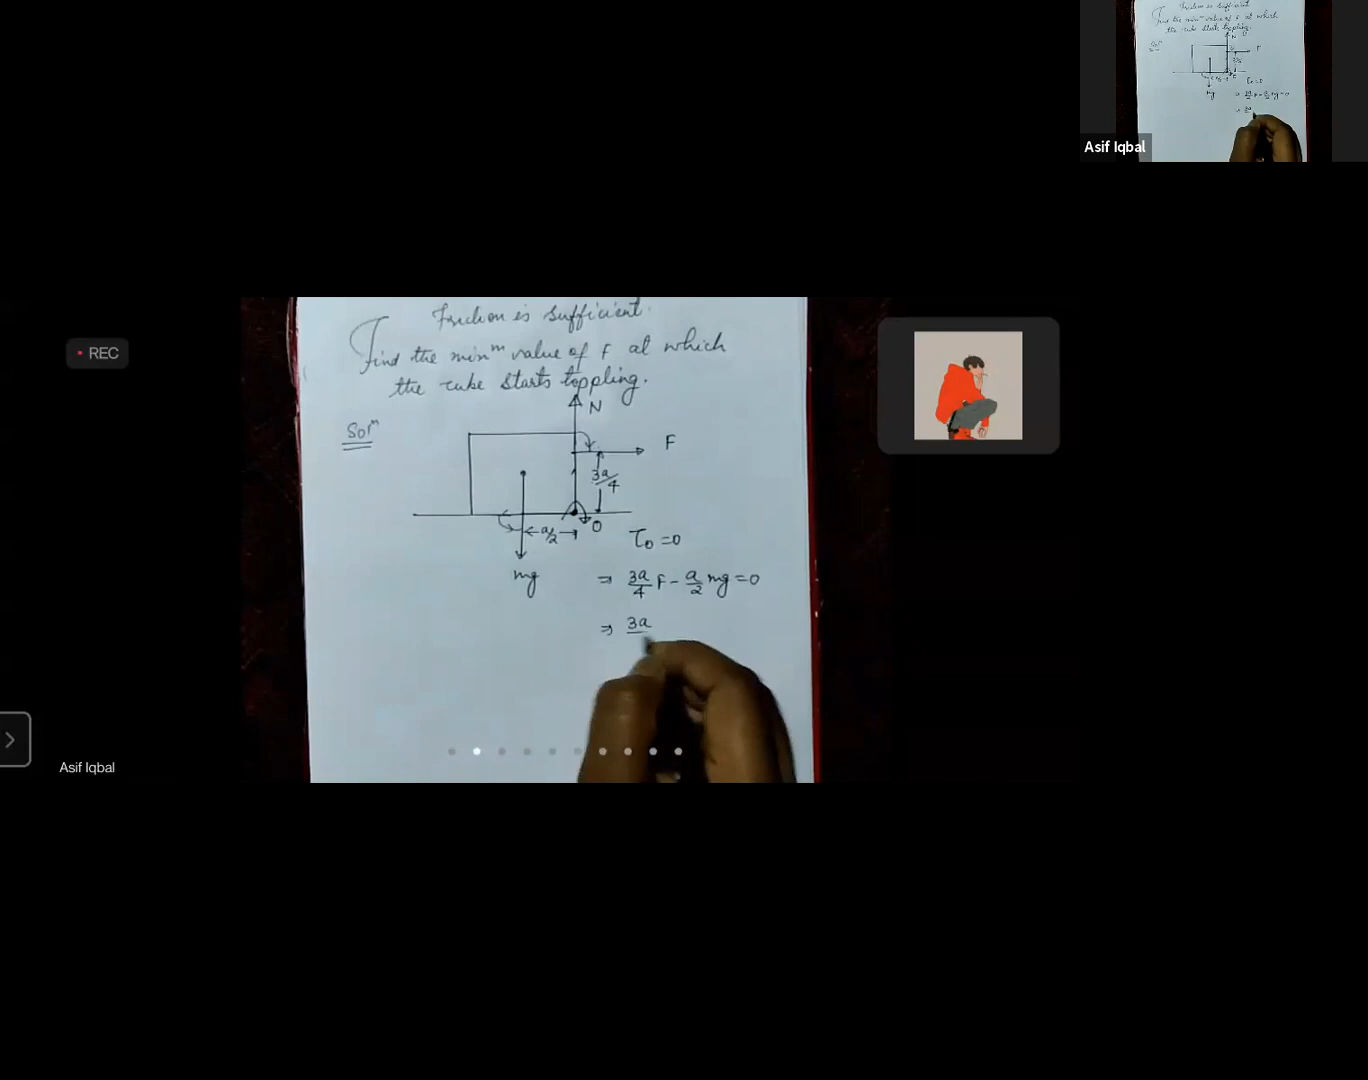 Friction is sufficient.
Find the minᵐ value of F at which
the cube starts toppling.
Solⁿ
N
F
3a/4
a/2
O
mg
τ₀ = 0
⇒ 3a/4 F - a/2 mg = 0
⇒ 3a
REC
Asif Iqbal
Asif Iqbal